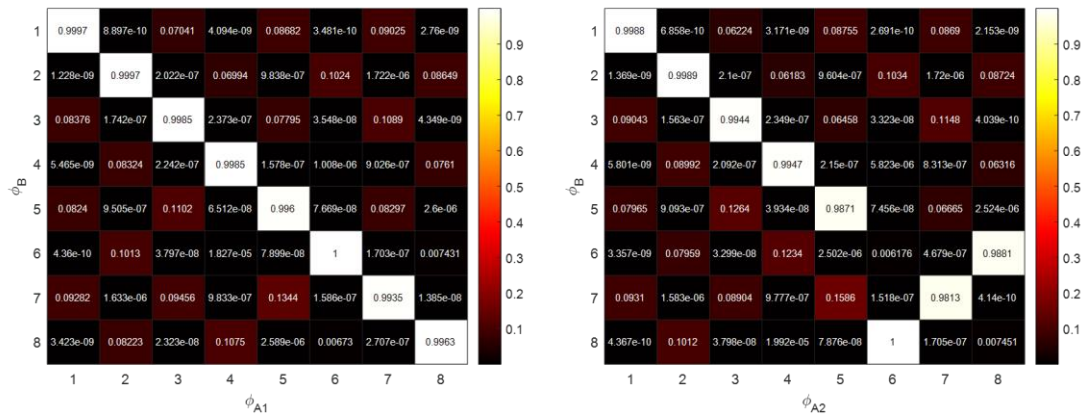 1 0.9997 8.897e-10 0.07041 4.094e-09 0.08682 3.481e-10 0.09025 2.76e-09
2 1.228e-09 0.9997 2.022e-07 0.06994 9.838e-07 0.1024 1.722e-06 0.08649
3 0.08376 1.742e-07 0.9985 2.373e-07 0.07795 3.548e-08 0.1089 4.349e-09
4 5.465e-09 0.08324 2.242e-07 0.9985 1.578e-07 1.008e-06 9.026e-07 0.0761
5 0.0824 9.505e-07 0.1102 6.512e-08 0.996 7.669e-08 0.08297 2.6e-06
6 4.36e-10 0.1013 3.797e-08 1.827e-05 7.899e-08 1 1.703e-07 0.007431
7 0.09282 1.633e-06 0.09456 9.833e-07 0.1344 1.586e-07 0.9935 1.385e-08
8 3.423e-09 0.08223 2.323e-08 0.1075 2.589e-06 0.00673 2.707e-07 0.9963
1 2 3 4 5 6 7 8
ϕA1
ϕB
0.9
0.8
0.7
0.6
0.5
0.4
0.3
0.2
0.1
1 0.9988 6.858e-10 0.06224 3.171e-09 0.08755 2.691e-10 0.0869 2.153e-09
2 1.369e-09 0.9989 2.1e-07 0.06183 9.604e-07 0.1034 1.72e-06 0.08724
3 0.09043 1.563e-07 0.9944 2.349e-07 0.06458 3.323e-08 0.1148 4.039e-10
4 5.801e-09 0.08992 2.092e-07 0.9947 2.15e-07 5.823e-06 8.313e-07 0.06316
5 0.07965 9.093e-07 0.1264 3.934e-08 0.9871 7.456e-08 0.06665 2.524e-06
6 3.357e-09 0.07959 3.299e-08 0.1234 2.502e-06 0.006176 4.679e-07 0.9881
7 0.0931 1.583e-06 0.08904 9.777e-07 0.1586 1.518e-07 0.9813 4.14e-10
8 4.367e-10 0.1012 3.798e-08 1.992e-05 7.876e-08 1 1.705e-07 0.007451
1 2 3 4 5 6 7 8
ϕA2
ϕB
0.9
0.8
0.7
0.6
0.5
0.4
0.3
0.2
0.1